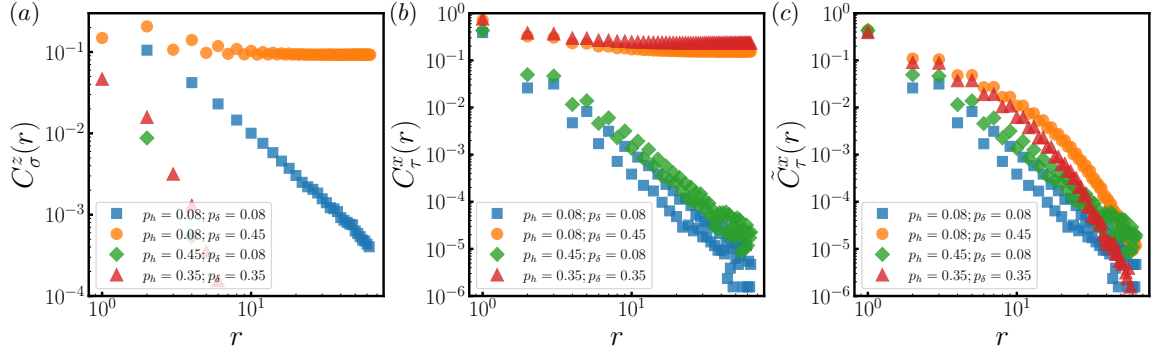 (a)
C_σ^z(r)
10^{-1}
10^{-2}
10^{-3}
10^{-4}
10^0
10^1
r
p_h = 0.08; p_δ = 0.08
p_h = 0.08; p_δ = 0.45
p_h = 0.45; p_δ = 0.08
p_h = 0.35; p_δ = 0.35
(b)
C_τ^x(r)
10^0
10^{-1}
10^{-2}
10^{-3}
10^{-4}
10^{-5}
10^{-6}
10^0
10^1
r
p_h = 0.08; p_δ = 0.08
p_h = 0.08; p_δ = 0.45
p_h = 0.45; p_δ = 0.08
p_h = 0.35; p_δ = 0.35
(c)
C̃_τ^x(r)
10^0
10^{-1}
10^{-2}
10^{-3}
10^{-4}
10^{-5}
10^{-6}
10^0
10^1
r
p_h = 0.08; p_δ = 0.08
p_h = 0.08; p_δ = 0.45
p_h = 0.45; p_δ = 0.08
p_h = 0.35; p_δ = 0.35